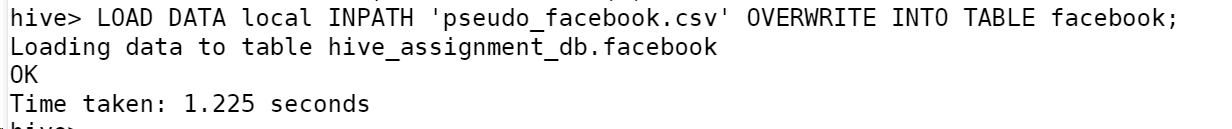 hive> LOAD DATA local INPATH 'pseudo_facebook.csv' OVERWRITE INTO TABLE facebook;
Loading data to table hive_assignment_db.facebook
OK
Time taken: 1.225 seconds
hive>